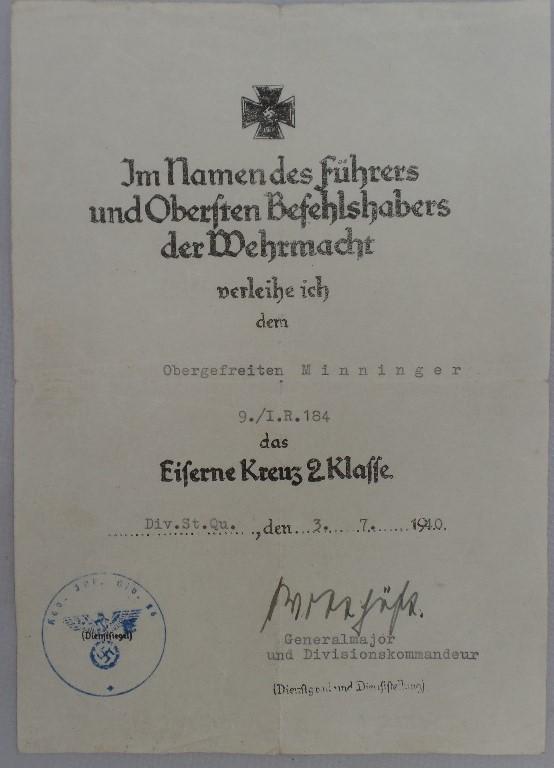 Im Namen des Führers
und Obersten Befehlshabers
der Wehrmacht
verleihe ich
dem
Obergefreiten Minninger
9./I.R.184
das
Eiserne Kreuz 2. Klasse.
Div.St.Qu. , den 3. 7. 1940.
(Dienstsiegel)
Generalmajor
und Divisionskommandeur
(Dienstgrad und Dienststellung)